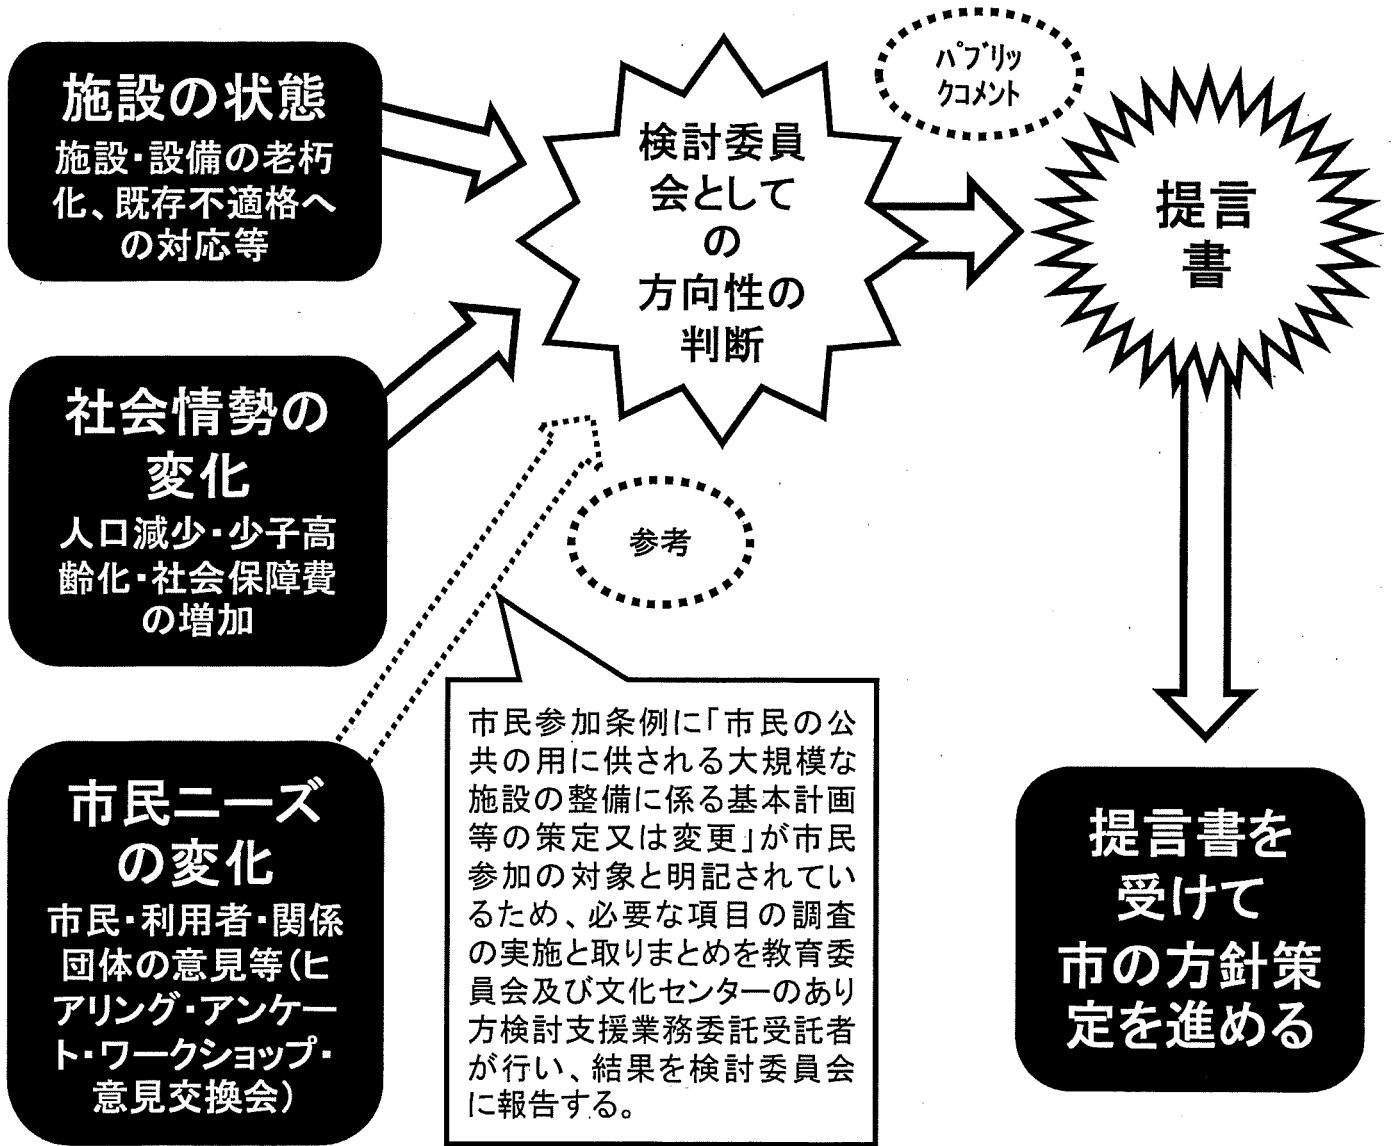 施設の状態
施設・設備の老朽
化、既存不適格へ
の対応等
社会情勢の
変化
人口減少・少子高
齢化・社会保障費
の増加
市民ニーズ
の変化
市民・利用者・関係
団体の意見等(ヒ
アリング・アンケー
ト・ワークショップ・
意見交換会)
検討委員
会として
の
方向性の
判断
参考
市民参加条例に「市民の公
共の用に供される大規模な
施設の整備に係る基本計画
等の策定又は変更」が市民
参加の対象と明記されてい
るため、必要な項目の調査
の実施と取りまとめを教育委
員会及び文化センターのあり
方検討支援業務委託受託者
が行い、結果を検討委員会
に報告する。
パブリッ
クコメント
提言
書
提言書を
受けて
市の方針策
定を進める